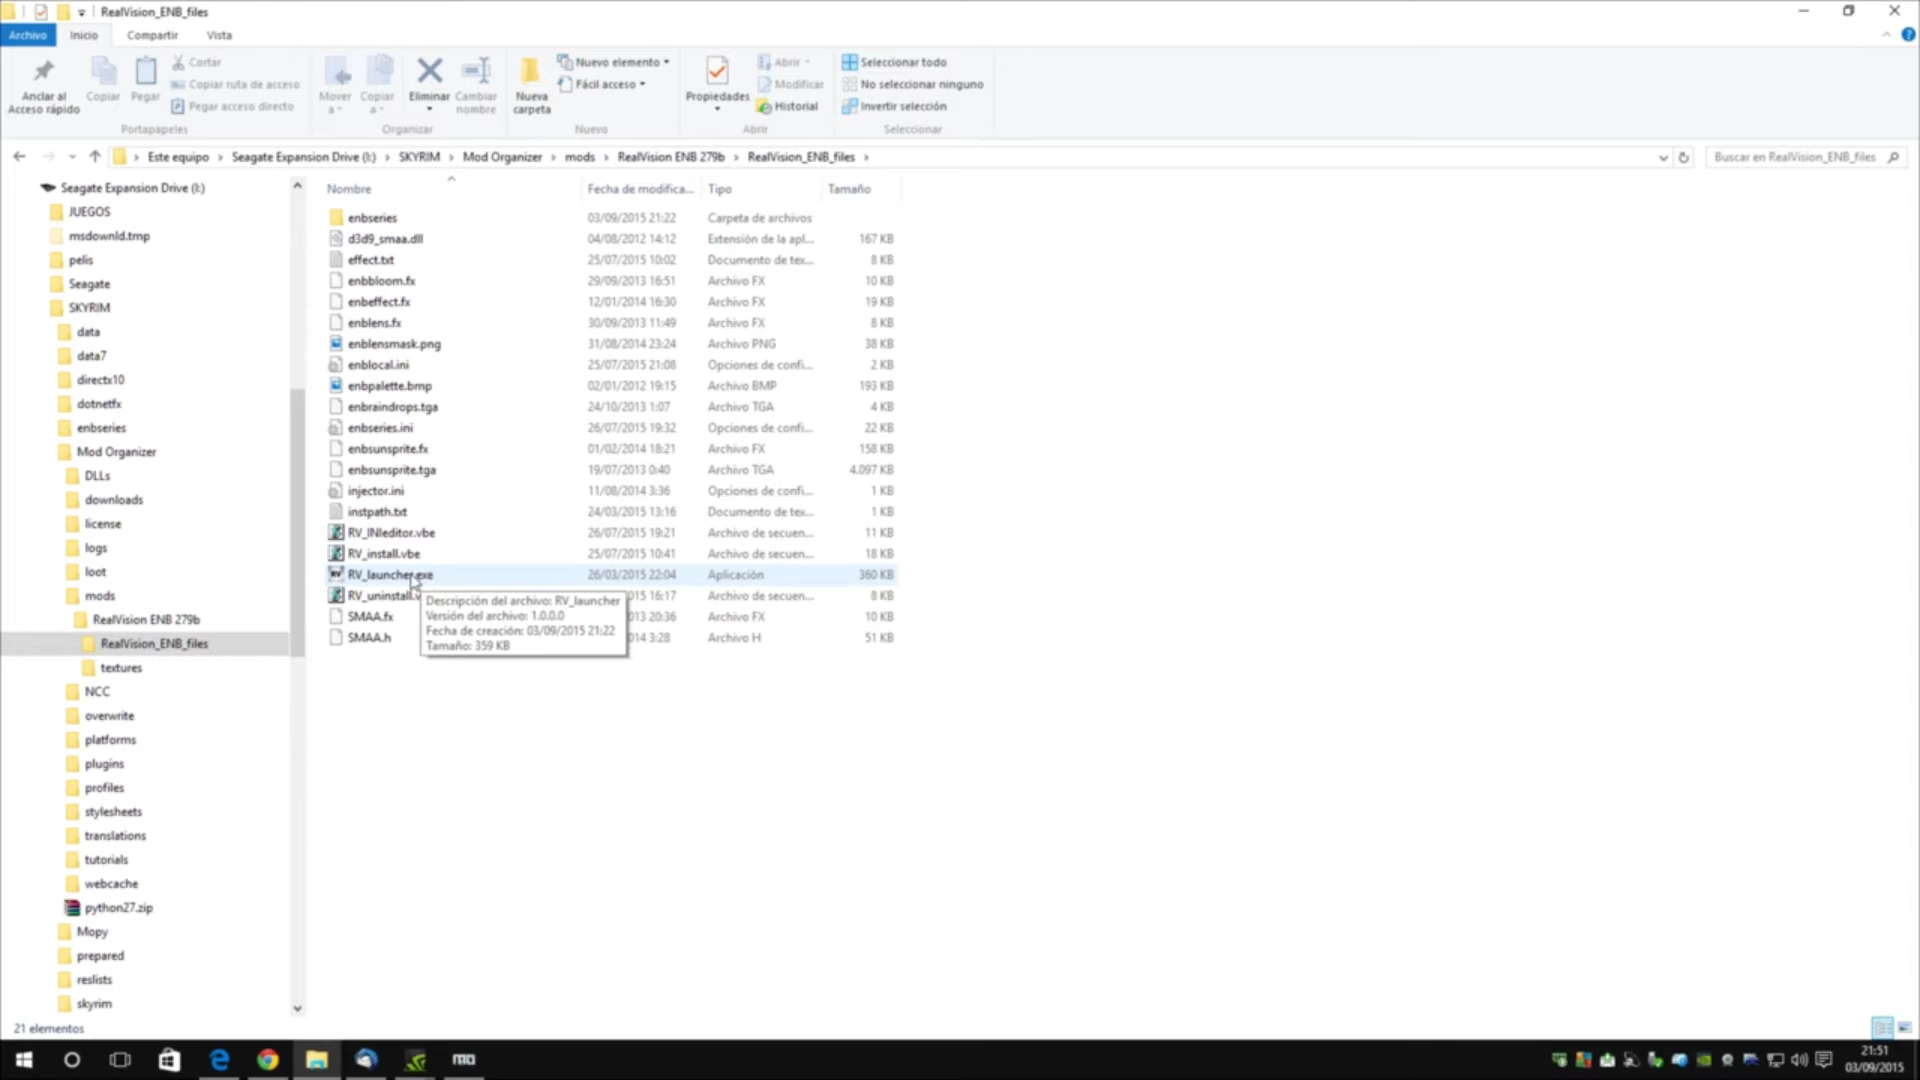 RealVision_ENB_files
Archivo Inicio Compartir Vista
Anclar al Acceso rápido
Copiar
Pegar
Cortar
Copiar ruta de acceso
Pegar acceso directo
Portapapeles
Mover a
Copiar a
Eliminar
Cambiar nombre
Organizar
Nueva carpeta
Nuevo elemento
Fácil acceso
Nuevo
Propiedades
Abrir
Modificar
Historial
Abrir
Seleccionar todo
No seleccionar ninguno
Invertir selección
Seleccionar
Este equipo › Seagate Expansion Drive (I:) › SKYRIM › Mod Organizer › mods › RealVision ENB 279b › RealVision_ENB_files ›
Buscar en RealVision_ENB_files
Seagate Expansion Drive (I:)
JUEGOS
msdownld.tmp
pelis
Seagate
SKYRIM
data
data7
directx10
dotnetfx
enbseries
Mod Organizer
DLLs
downloads
license
logs
loot
mods
RealVision ENB 279b
RealVision_ENB_files
textures
NCC
overwrite
platforms
plugins
profiles
stylesheets
translations
tutorials
webcache
python27.zip
Mopy
prepared
reslists
skyrim
Nombre Fecha de modifica... Tipo Tamaño
enbseries 03/09/2015 21:22 Carpeta de archivos
d3d9_smaa.dll 04/08/2012 14:12 Extensión de la apl... 167 KB
effect.txt 25/07/2015 10:02 Documento de tex... 8 KB
enbbloom.fx 29/09/2013 16:51 Archivo FX 10 KB
enbeffect.fx 12/01/2014 16:30 Archivo FX 19 KB
enblens.fx 30/09/2013 11:49 Archivo FX 8 KB
enblensmask.png 31/08/2014 23:24 Archivo PNG 38 KB
enblocal.ini 25/07/2015 21:08 Opciones de confi... 2 KB
enbpalette.bmp 02/01/2012 19:15 Archivo BMP 193 KB
enbraindrops.tga 24/10/2013 1:07 Archivo TGA 4 KB
enbseries.ini 26/07/2015 19:32 Opciones de confi... 22 KB
enbsunsprite.fx 01/02/2014 18:21 Archivo FX 158 KB
enbsunsprite.tga 19/07/2013 0:40 Archivo TGA 4.097 KB
injector.ini 11/08/2014 3:36 Opciones de confi... 1 KB
instpath.txt 24/03/2015 13:16 Documento de tex... 1 KB
RV_INIeditor.vbe 26/07/2015 19:21 Archivo de secuen... 11 KB
RV_install.vbe 25/07/2015 10:41 Archivo de secuen... 18 KB
RV_launcher.exe 26/03/2015 22:04 Aplicación 360 KB
RV_uninstall.v 015 16:17 Archivo de secuen... 8 KB
SMAA.fx 013 20:36 Archivo FX 10 KB
SMAA.h 014 3:28 Archivo H 51 KB
Descripción del archivo: RV_launcher
Versión del archivo: 1.0.0.0
Fecha de creación: 03/09/2015 21:22
Tamaño: 359 KB
21 elementos
mo
21:51
03/09/2015